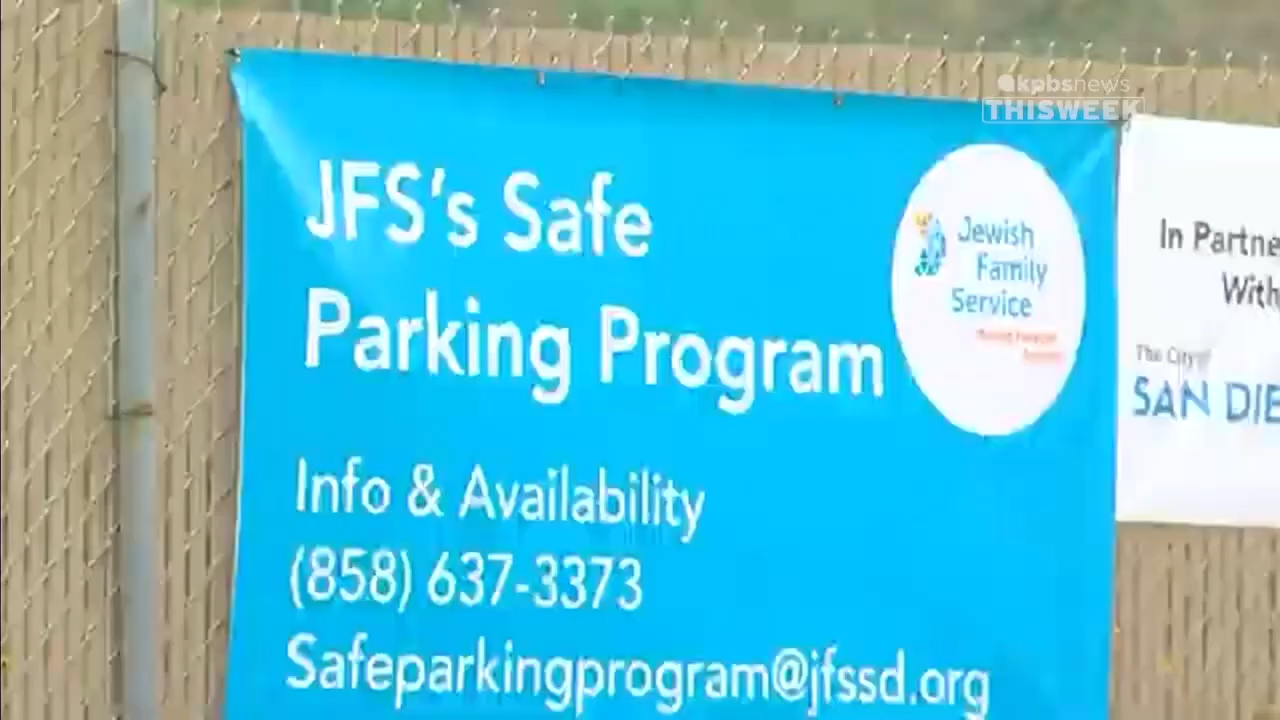 kpbsnews
THISWEEK
JFS's Safe
Parking Program
Jewish
Family
Service
Info & Availability
(858) 637-3373
Safeparkingprogram@jfssd.org
In Partne
With
The City of
SAN DIE